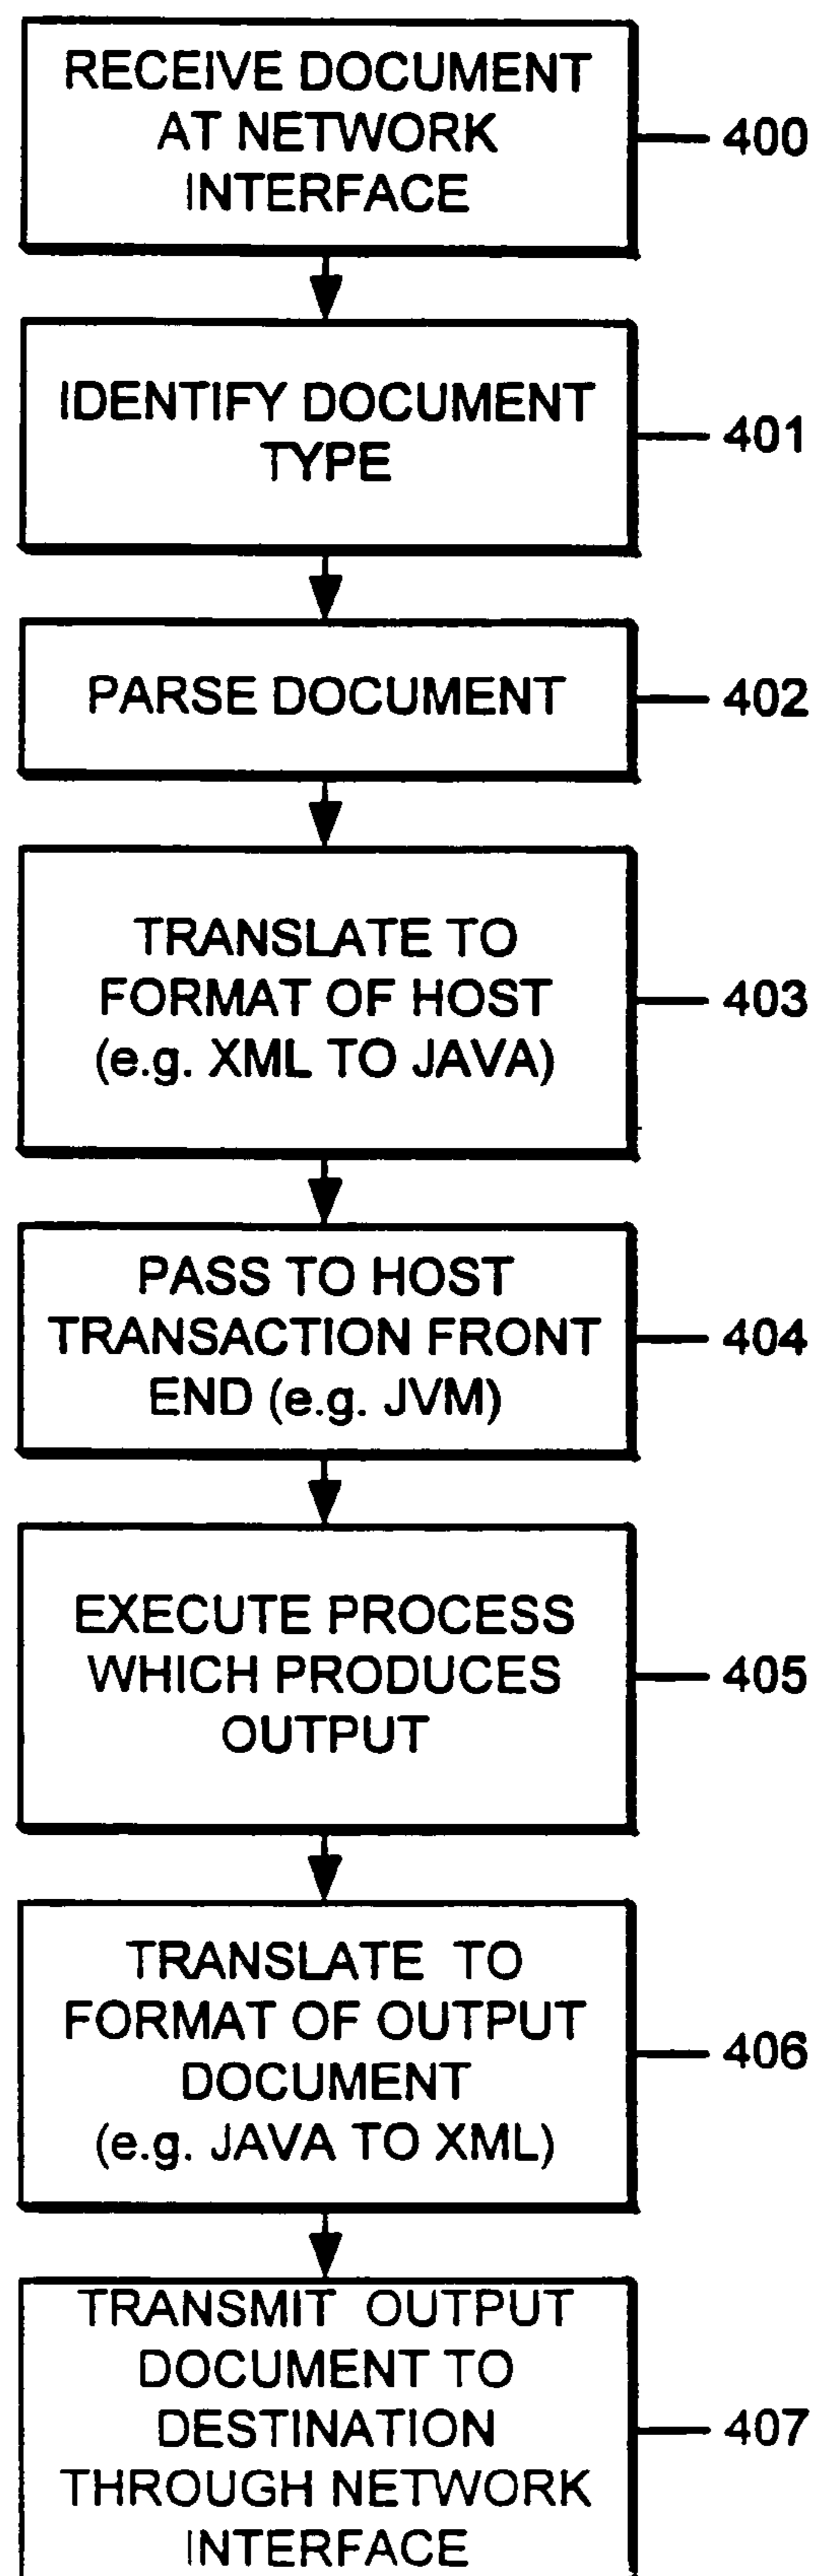 RECEIVE DOCUMENT
AT NETWORK
INTERFACE
400
IDENTIFY DOCUMENT
TYPE
401
PARSE DOCUMENT
402
TRANSLATE TO
FORMAT OF HOST
(e.g. XML TO JAVA)
403
PASS TO HOST
TRANSACTION FRONT
END (e.g. JVM)
404
EXECUTE PROCESS
WHICH PRODUCES
OUTPUT
405
TRANSLATE TO
FORMAT OF OUTPUT
DOCUMENT
(e.g. JAVA TO XML)
406
TRANSMIT OUTPUT
DOCUMENT TO
DESTINATION
THROUGH NETWORK
INTERFACE
407